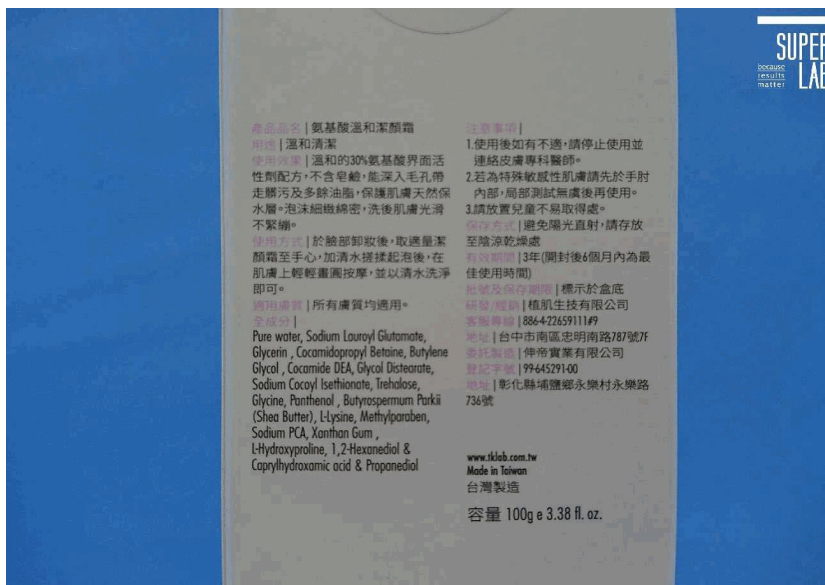 SUPER
because
results
matter
LAB
產品品名 | 氨基酸溫和潔顏霜
用途 | 溫和清潔
使用效果 | 溫和的30%氨基酸界面活
性劑配方,不含皂鹼,能深入毛孔帶
走髒污及多餘油脂,保護肌膚天然保
水層。泡沫細緻綿密,洗後肌膚光滑
不緊繃。
使用方式 | 於臉部卸妝後,取適量潔
顏霜至手心,加清水搓揉起泡後,在
肌膚上輕輕畫圓按摩,並以清水洗淨
即可。
適用膚質 | 所有膚質均適用。
全成分 |
Pure water, Sodium Lauroyl Glutamate,
Glycerin , Cocamidopropyl Betaine, Butylene
Glycol , Cocamide DEA, Glycol Distearate,
Sodium Cocoyl Isethionate, Trehalose,
Glycine, Panthenol , Butyrospermum Parkii
(Shea Butter), L-Lysine, Methylparaben,
Sodium PCA, Xanthan Gum ,
L-Hydroxyproline, 1,2-Hexanediol &
Caprylhydroxamic acid & Propanediol
注意事項 |
1.使用後如有不適,請停止使用並
連絡皮膚專科醫師。
2.若為特殊敏感性肌膚請先於手肘
內部,局部測試無虞後再使用。
3.請放置兒童不易取得處。
保存方式 | 避免陽光直射,請存放
至陰涼乾燥處
有效期間 | 3年(開封後6個月內為最
佳使用時間)
批號及保存期限 | 標示於盒底
研發/經銷 | 植肌生技有限公司
客服專線 | 886-4-22659111#9
地址 | 台中市南區忠明南路787號7F
委託製造 | 伸帝實業有限公司
登記字號 | 99-645291-00
地址 | 彰化縣埔鹽鄉永樂村永樂路
736號
www.tklab.com.tw
Made in Taiwan
台灣製造
容量 100g e 3.38 fl. oz.